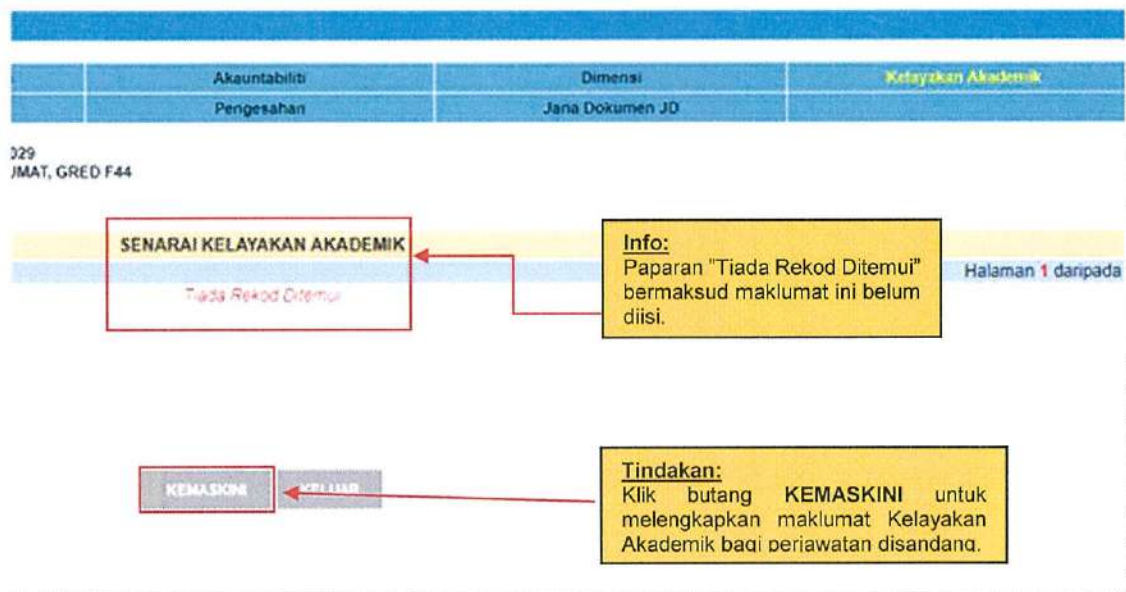 Akauntabiliti Dimensi Kelayakan Akademik
Pengesahan Jana Dokumen JD
029
JMAT, GRED F44
SENARAI KELAYAKAN AKADEMIK
Halaman 1 daripada
Tiada Rekod Ditemui
Info:
Paparan "Tiada Rekod Ditemui"
bermaksud maklumat ini belum
diisi.
KEMASKINI KELUAR
Tindakan:
Klik butang KEMASKINI untuk
melengkapkan maklumat Kelayakan
Akademik bagi perjawatan disandang.